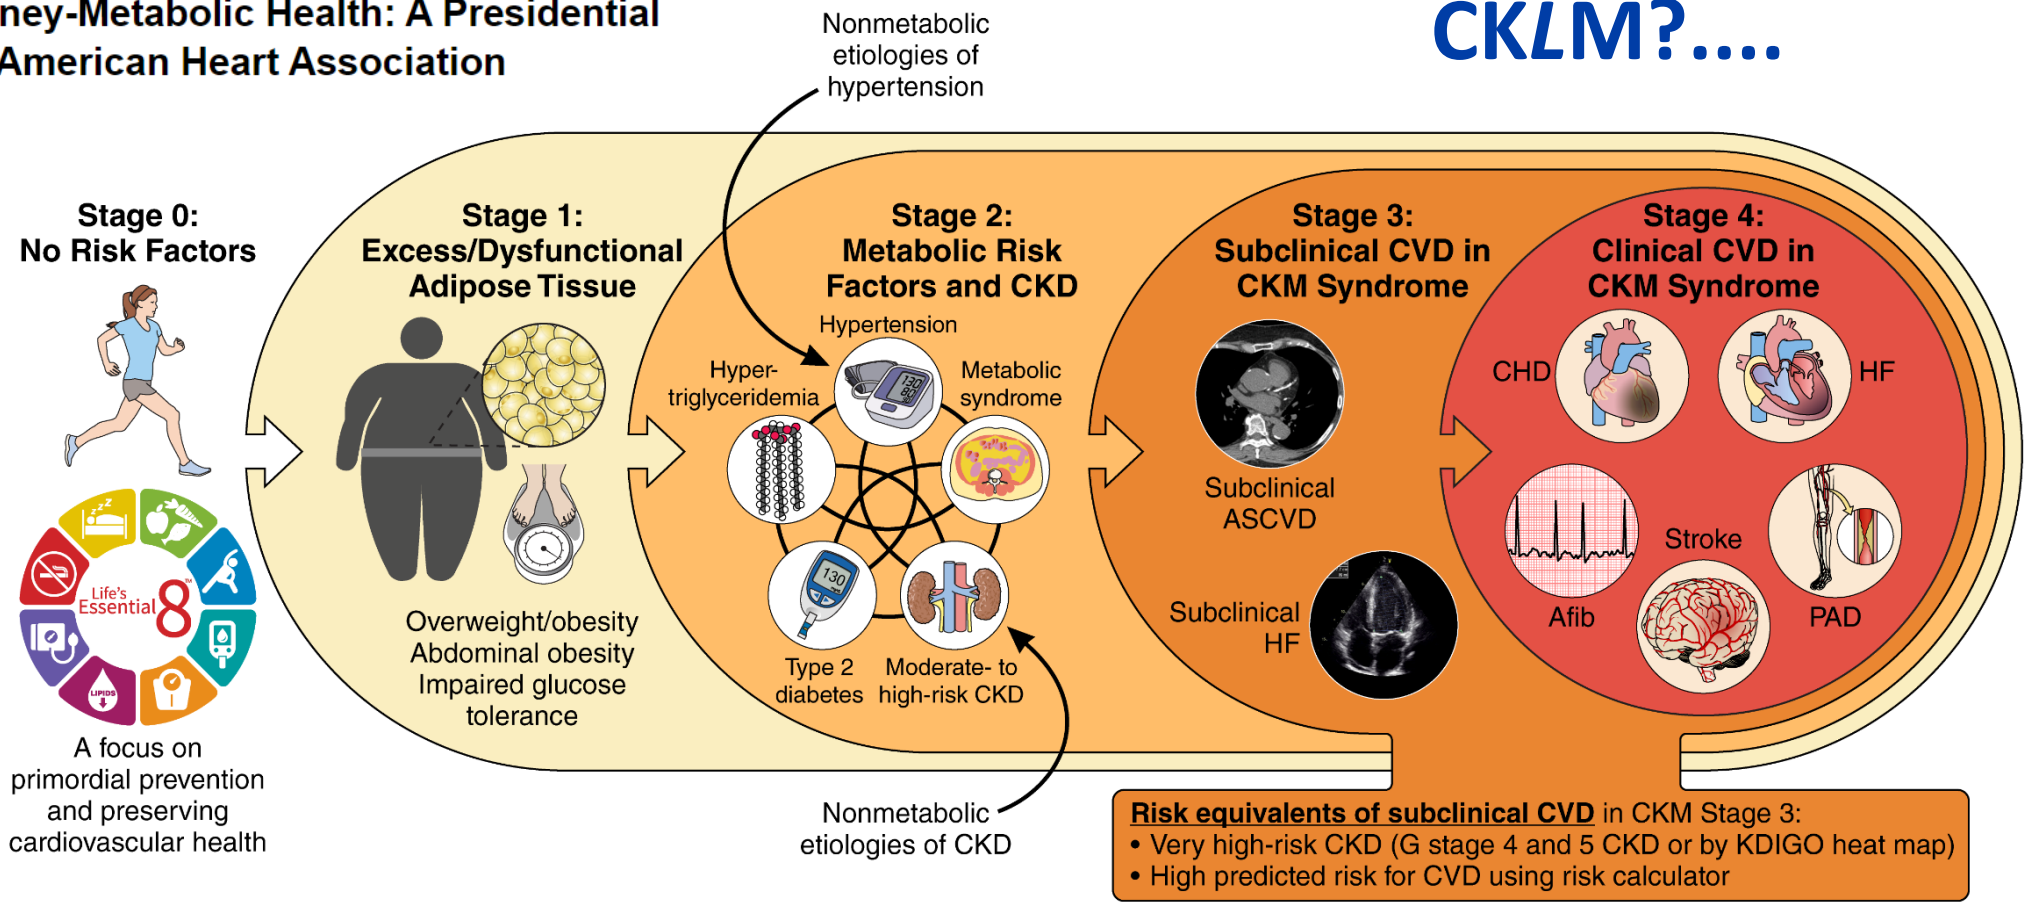 ney-Metabolic Health: A Presidential
American Heart Association
CKLM?....
Nonmetabolic
etiologies of
hypertension
Stage 0:
No Risk Factors
Life's
Essential 8™
LIPIDS
A focus on
primordial prevention
and preserving
cardiovascular health
Stage 1:
Excess/Dysfunctional
Adipose Tissue
Overweight/obesity
Abdominal obesity
Impaired glucose
tolerance
Stage 2:
Metabolic Risk
Factors and CKD
Hypertension
130
80
Hyper-
triglyceridemia
Metabolic
syndrome
130
Type 2
diabetes
Moderate- to
high-risk CKD
Nonmetabolic
etiologies of CKD
Stage 3:
Subclinical CVD in
CKM Syndrome
Subclinical
ASCVD
Subclinical
HF
Stage 4:
Clinical CVD in
CKM Syndrome
CHD
HF
Stroke
Afib
PAD
Risk equivalents of subclinical CVD in CKM Stage 3:
• Very high-risk CKD (G stage 4 and 5 CKD or by KDIGO heat map)
• High predicted risk for CVD using risk calculator